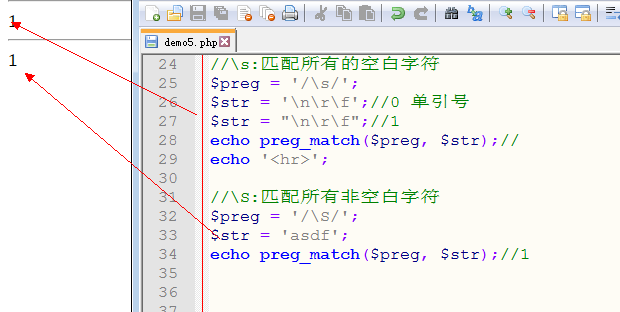 1
1
demo5.php
24 //\s:匹配所有的空白字符
25 $preg = '/\s/';
26 $str = '\n\r\f';//0 单引号
27 $str = "\n\r\f";//1
28 echo preg_match($preg, $str);//
29 echo '<hr>';
30
31 //\s:匹配所有非空白字符
32 $preg = '/\S/';
33 $str = 'asdf';
34 echo preg_match($preg, $str);//1
35
36
37